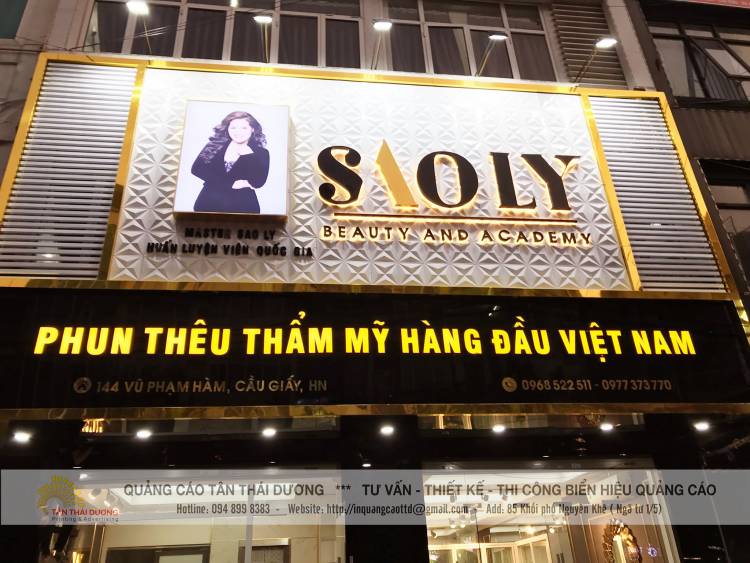 SAOLY
BEAUTY AND ACADEMY
MASTER SAO LY
HUẤN LUYỆN VIÊN QUỐC GIA
PHUN THÊU THẨM MỸ HÀNG ĐẦU VIỆT NAM
144 VŨ PHẠM HÀM, CẦU GIẤY, HN
0968 522 511 - 0977 373 770
QUẢNG CÁO TÂN THÁI DƯƠNG *** TƯ VẤN - THIẾT KẾ - THI CÔNG BIỂN HIỆU QUẢNG CÁO
Hotline: 094 899 8383 - Website: http://inquangcaottd@gmail.com * Add: 85 Khối phố Nguyên Khê ( Ngã tư 1/5)
TÂN THÁI DƯƠNG
Printing & Advertising